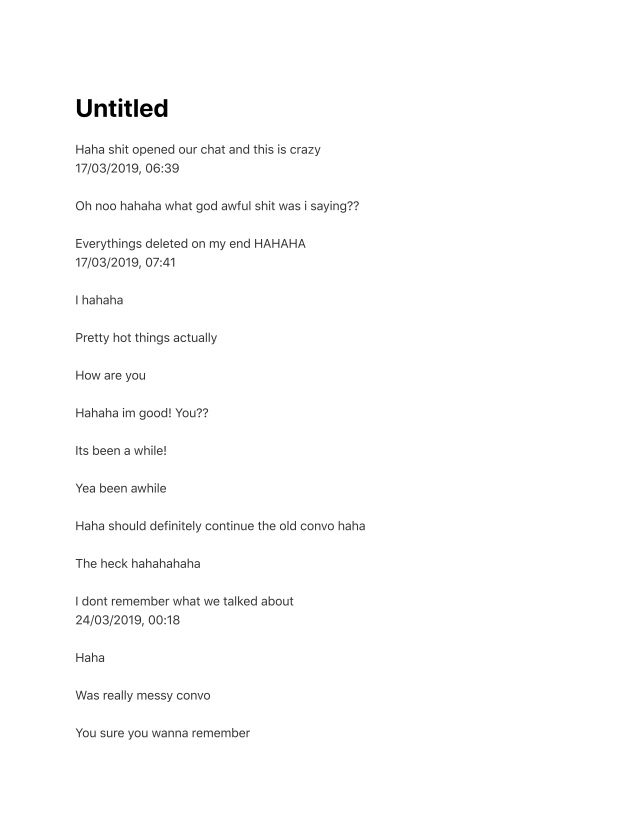 Untitled
Haha shit opened our chat and this is crazy
17/03/2019, 06:39
Oh noo hahaha what god awful shit was i saying??
Everythings deleted on my end HAHAHA
17/03/2019, 07:41
I hahaha
Pretty hot things actually
How are you
Hahaha im good! You??
Its been a while!
Yea been awhile
Haha should definitely continue the old convo haha
The heck hahahahaha
I dont remember what we talked about
24/03/2019, 00:18
Haha
Was really messy convo
You sure you wanna remember